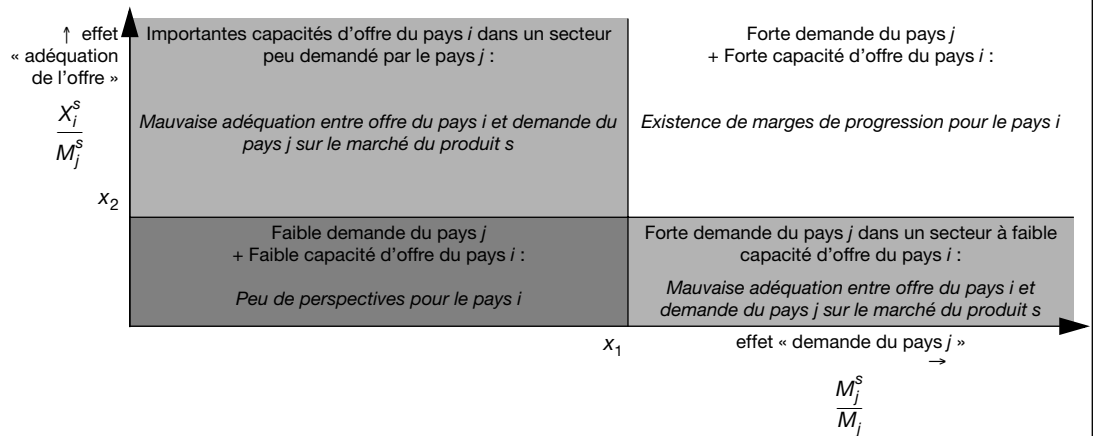 ↑ effet
« adéquation
de l'offre »
X_i^s
M_j^s
x_2
Importantes capacités d'offre du pays i dans un secteur
peu demandé par le pays j :
Mauvaise adéquation entre offre du pays i et demande du
pays j sur le marché du produit s
Forte demande du pays j
+ Forte capacité d'offre du pays i :
Existence de marges de progression pour le pays i
Faible demande du pays j
+ Faible capacité d'offre du pays i :
Peu de perspectives pour le pays i
Forte demande du pays j dans un secteur à faible
capacité d'offre du pays i :
Mauvaise adéquation entre offre du pays i et
demande du pays j sur le marché du produit s
x_1
effet « demande du pays j »
→
M_j^s
M_j